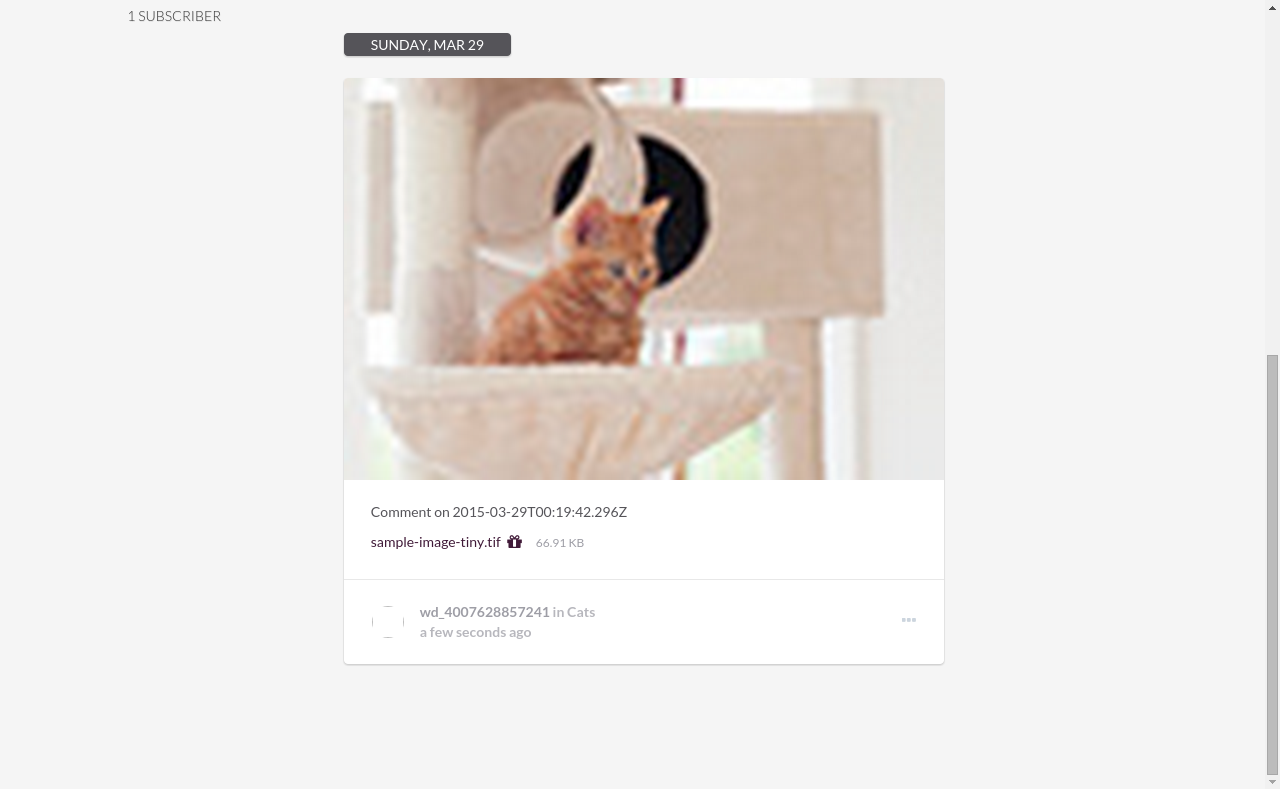 1 SUBSCRIBER
SUNDAY, MAR 29
Comment on 2015-03-29T00:19:42.296Z
sample-image-tiny.tif 66.91 KB
wd_4007628857241 in Cats
a few seconds ago